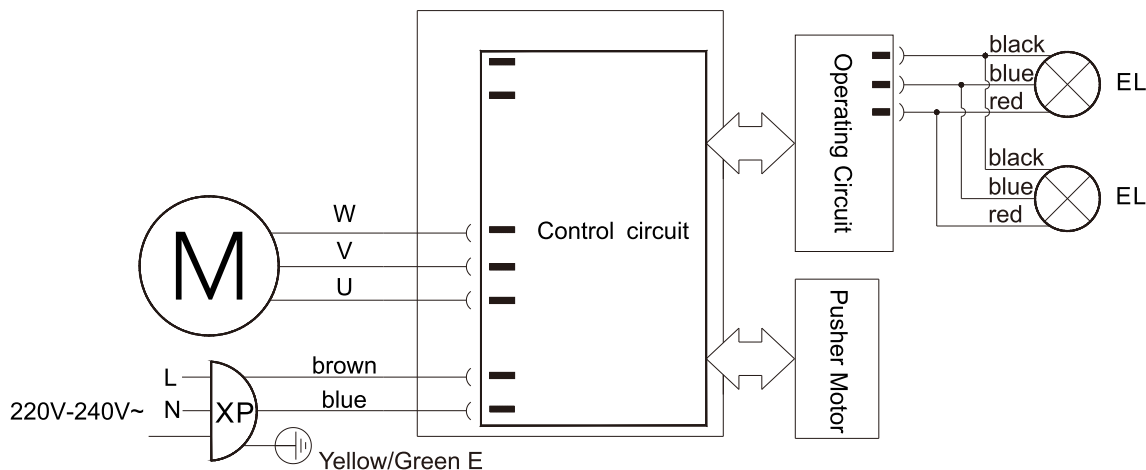 black
blue
red
EL
Operating Circuit
black
blue
red
EL
W
V
U
M
Control circuit
Pusher Motor
L
brown
220V-240V~
N
XP
blue
Yellow/Green E